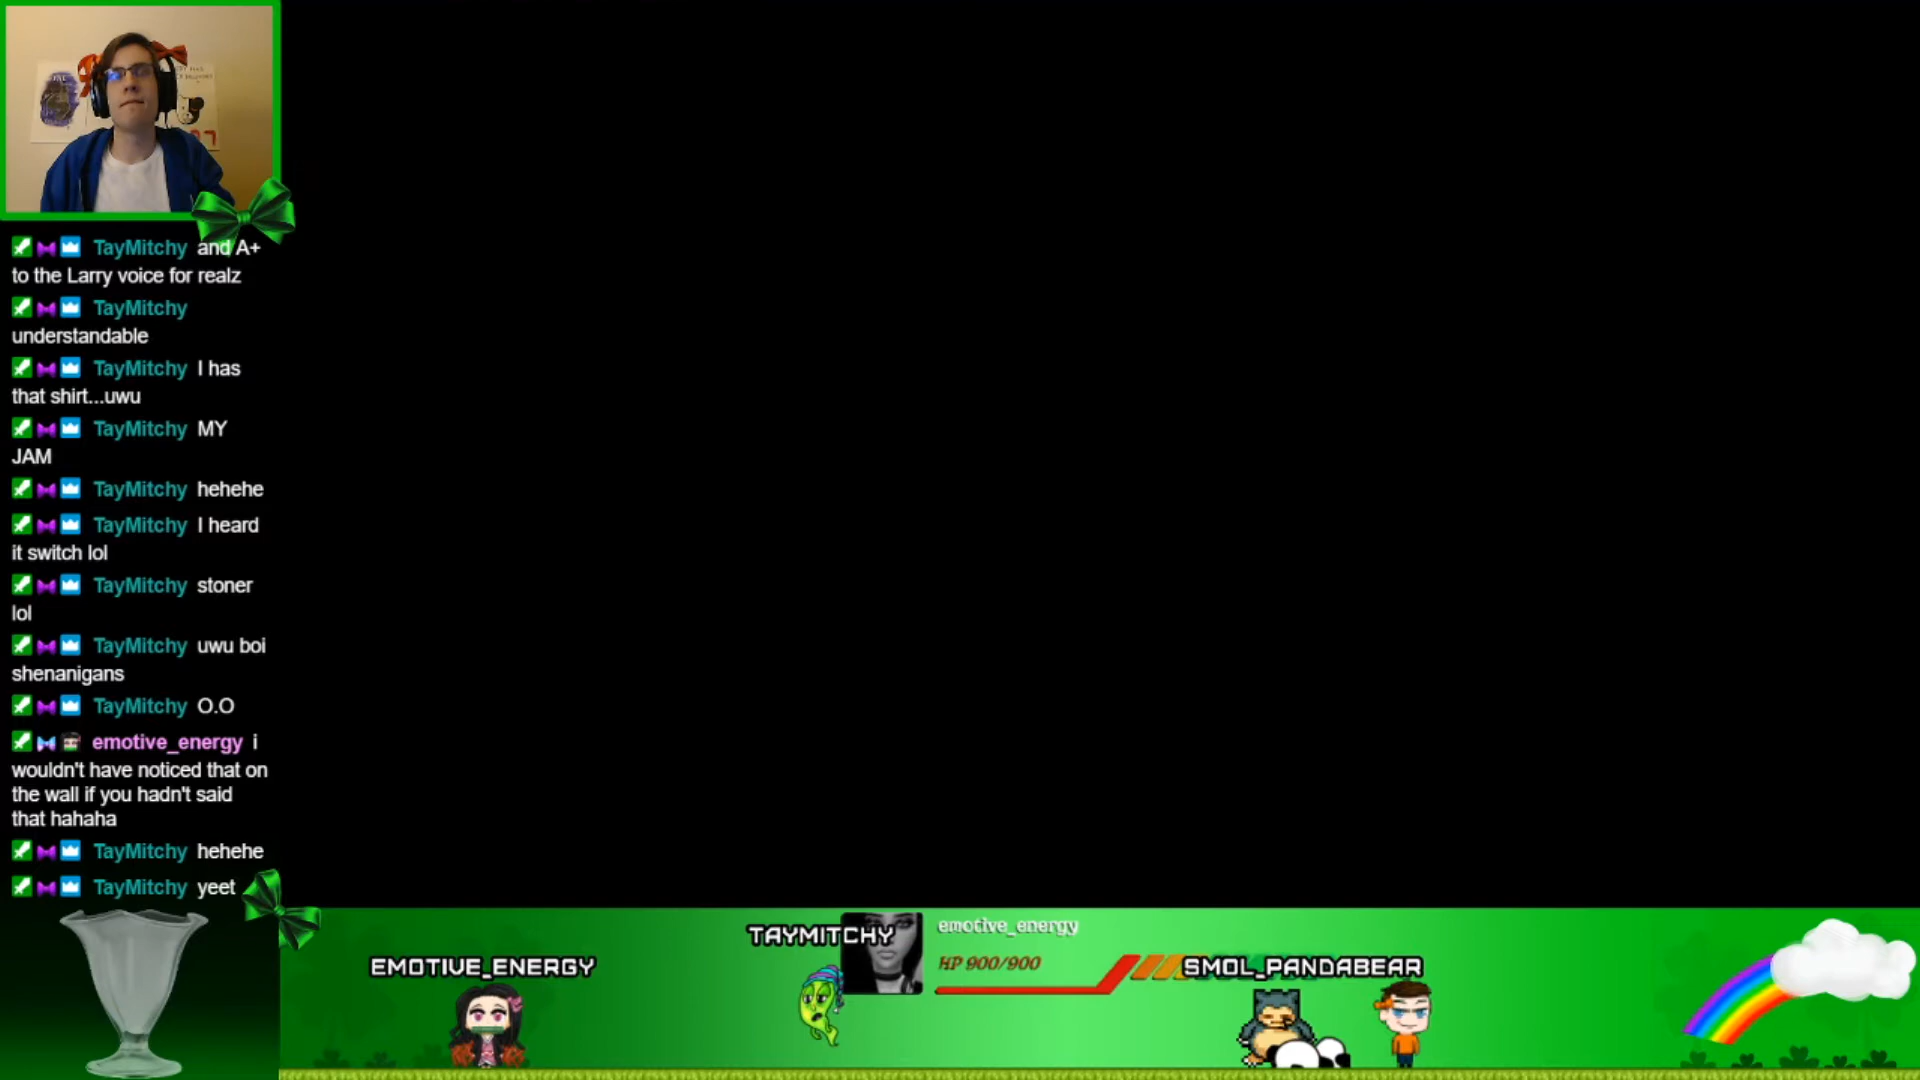 TayMitchy and A+
to the Larry voice for realz
TayMitchy
understandable
TayMitchy I has
that shirt...uwu
TayMitchy MY
JAM
TayMitchy hehehe
TayMitchy I heard
it switch lol
TayMitchy stoner
lol
TayMitchy uwu boi
shenanigans
TayMitchy O.O
emotive_energy i
wouldn't have noticed that on
the wall if you hadn't said
that hahaha
TayMitchy hehehe
TayMitchy yeet
EMOTIVE_ENERGY
TAYMITCHY
emotive_energy
HP 900/900
SMOL_PANDABEAR